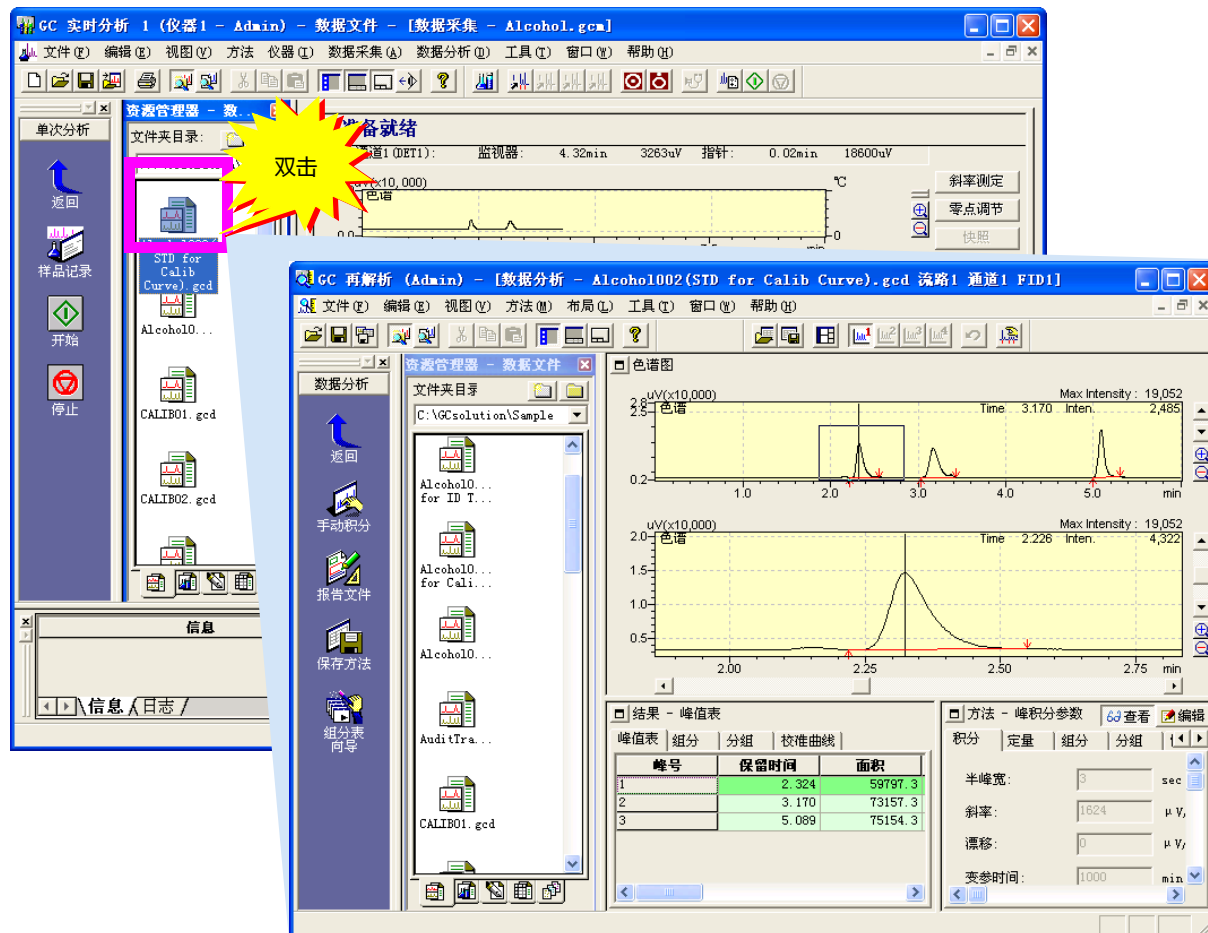 GC 实时分析 1 (仪器1 - Admin) - 数据文件 - [数据采集 - Alcohol.gcm]
文件(F) 编辑(E) 视图(V) 方法 仪器(I) 数据采集(A) 数据分析(D) 工具(T) 窗口(W) 帮助(H)
单次分析
返回
样品记录
开始
停止
资源管理器 - 数..
文件夹目录:
双击
STD for
Calib
Curve).gcd
Alcohol0...
CALIB01.gcd
CALIB02.gcd
准备就绪
道1(DET1): 监视器: 4.32min 3263uV 指针: 0.02min 18600uV
(x10,000)
色谱
℃
0.0
0
斜率测定
零点调节
快照
信息
信息 日志
GC 再解析 (Admin) - [数据分析 - Alcohol002(STD for Calib Curve).gcd 流路1 通道1 FID1]
文件(F) 编辑(E) 视图(V) 方法(M) 布局(L) 工具(T) 窗口(W) 帮助(H)
数据分析
返回
手动积分
报告文件
保存方法
组分表
向导
资源管理器 - 数据文件
文件夹目录
C:\GCsolution\Sample
Alcohol0...
for ID T...
Alcohol0...
for Cali...
Alcohol0...
AuditTra...
CALIB01.gcd
色谱图
uV(x10,000) Max Intensity : 19,052
2.8
2.5 色谱 Time 3.170 Inten. 2,485
0.2
1.0 2.0 3.0 4.0 5.0 min
uV(x10,000) Max Intensity : 19,052
2.0 色谱 Time 2.226 Inten. 4,322
1.5
1.0
0.5
2.00 2.25 2.50 2.75 min
结果 - 峰值表
峰值表 组分 分组 校准曲线
峰号 保留时间 面积
1 2.324 59797.3
2 3.170 73157.3
3 5.089 75154.3
方法 - 峰积分参数 查看 编辑
积分 定量 组分 分组
半峰宽: 3 sec
斜率: 1624 μV/
漂移: 0 μV/
变参时间: 1000 min